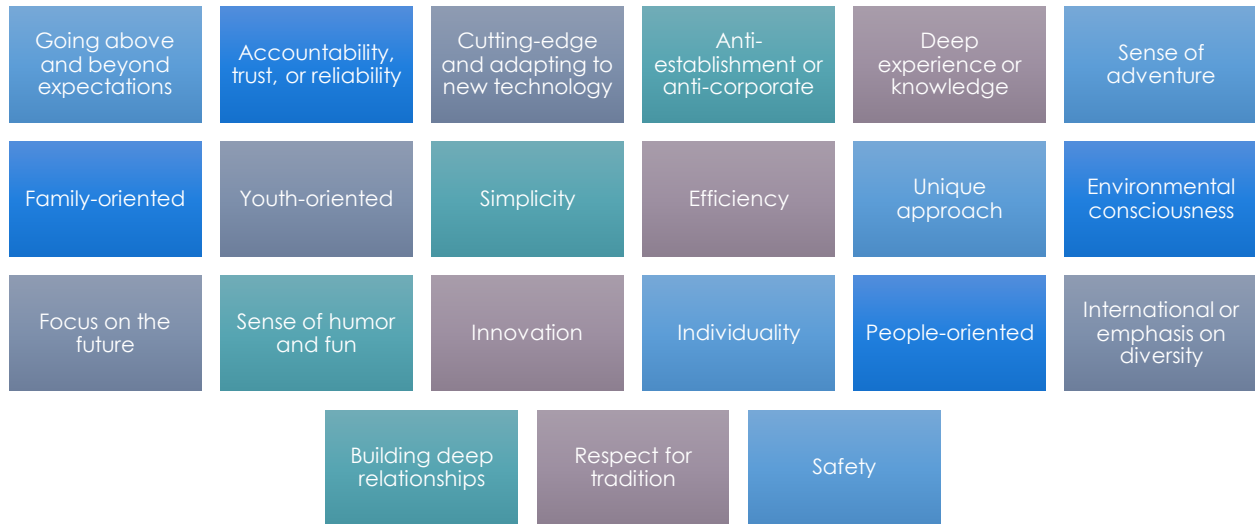 Going above
and beyond
expectations
Accountability,
trust, or reliability
Cutting-edge
and adapting to
new technology
Anti-
establishment or
anti-corporate
Deep
experience or
knowledge
Sense of
adventure
Family-oriented
Youth-oriented
Simplicity
Efficiency
Unique
approach
Environmental
consciousness
Focus on the
future
Sense of humor
and fun
Innovation
Individuality
People-oriented
International or
emphasis on
diversity
Building deep
relationships
Respect for
tradition
Safety